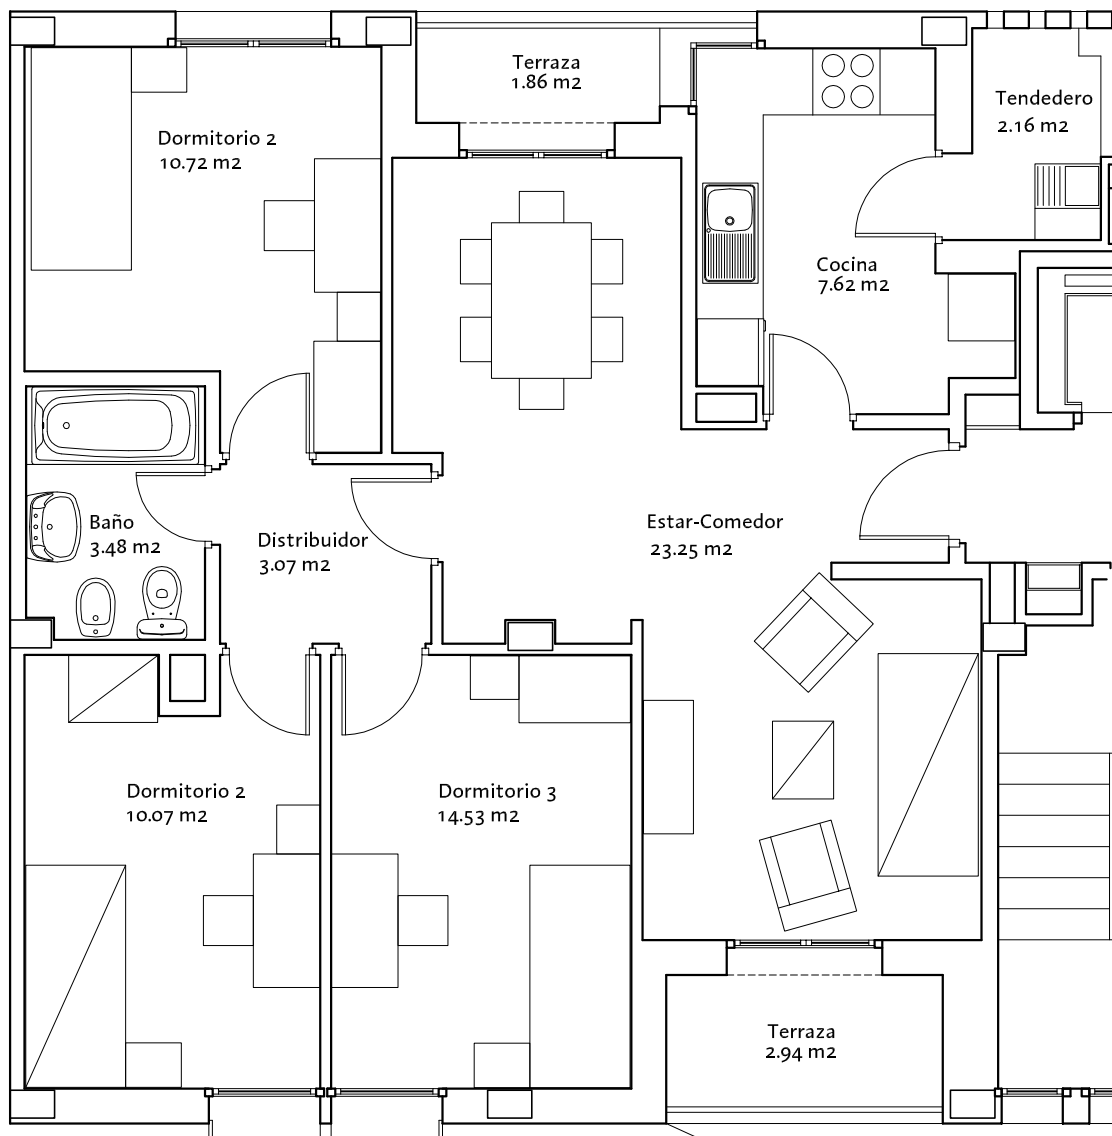 Terraza
1.86 m2
Tendedero
2.16 m2
Dormitorio 2
10.72 m2
Cocina
7.62 m2
Baño
3.48 m2
Distribuidor
3.07 m2
Estar-Comedor
23.25 m2
Dormitorio 2
10.07 m2
Dormitorio 3
14.53 m2
Terraza
2.94 m2